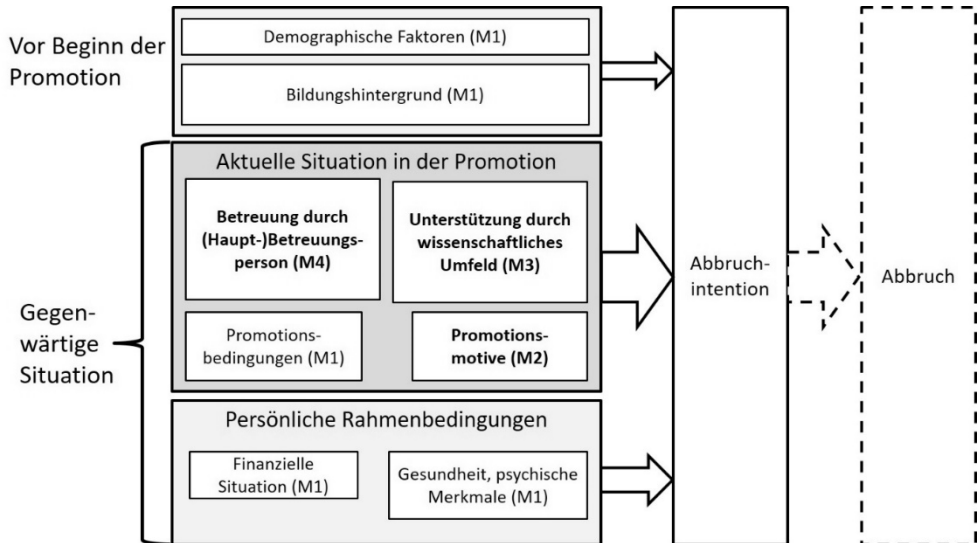 Vor Beginn der
Promotion
Demographische Faktoren (M1)
Bildungshintergrund (M1)
Gegen-
wärtige
Situation
Aktuelle Situation in der Promotion
Betreuung durch
(Haupt-)Betreuungs-
person (M4)
Unterstützung durch
wissenschaftliches
Umfeld (M3)
Promotions-
bedingungen (M1)
Promotions-
motive (M2)
Persönliche Rahmenbedingungen
Finanzielle
Situation (M1)
Gesundheit, psychische
Merkmale (M1)
Abbruch-
intention
Abbruch